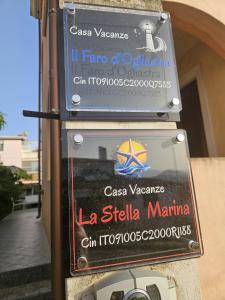 Casa Vacanze
Il Faro d'Ogliastra
Cin IT091005C2000Q7588
Casa Vacanze
La Stella Marina
Cin IT091005C2000R1188